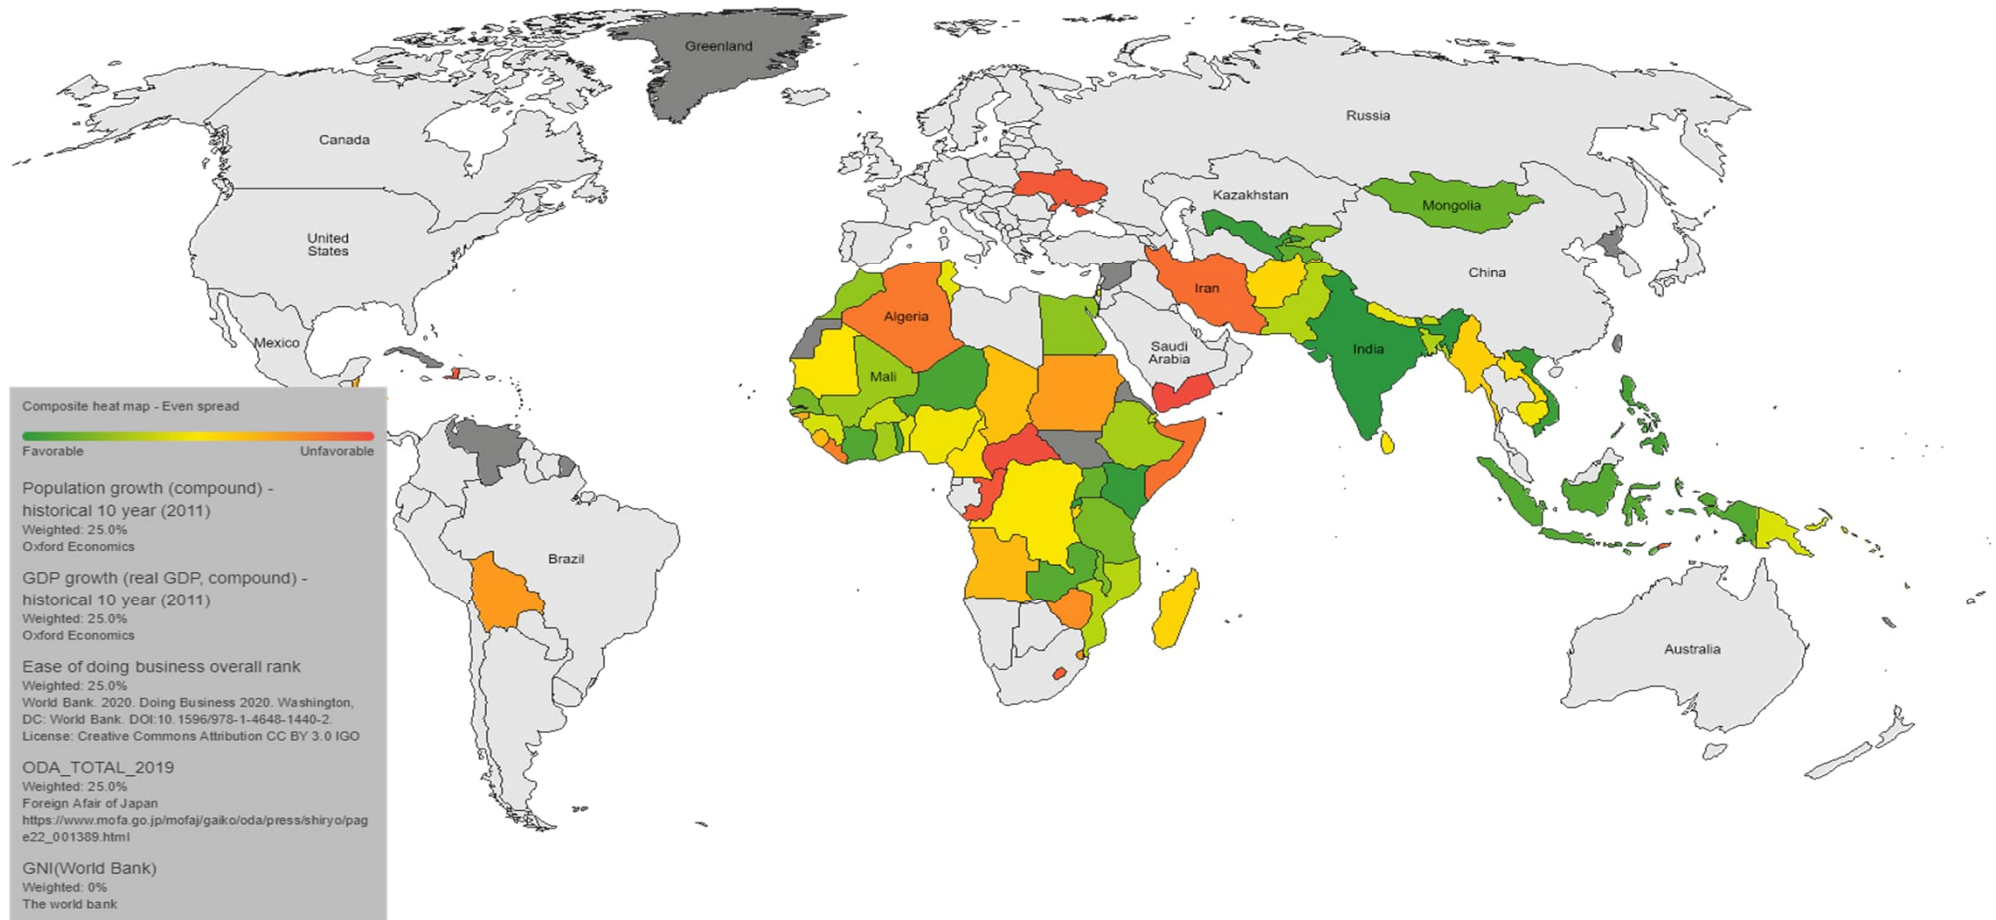 Greenland
Canada
Russia
Kazakhstan
Mongolia
United
States
China
Iran
Algeria
Mexico
India
Saudi
Arabia
Mali
Brazil
Australia
Composite heat map - Even spread
Favorable Unfavorable
Population growth (compound) -
historical 10 year (2011)
Weighted: 25.0%
Oxford Economics
GDP growth (real GDP, compound) -
historical 10 year (2011)
Weighted: 25.0%
Oxford Economics
Ease of doing business overall rank
Weighted: 25.0%
World Bank. 2020. Doing Business 2020. Washington,
DC: World Bank. DOI:10.1596/978-1-4648-1440-2.
License: Creative Commons Attribution CC BY 3.0 IGO
ODA_TOTAL_2019
Weighted: 25.0%
Foreign Afair of Japan
https://www.mofa.go.jp/mofaj/gaiko/oda/press/shiryo/pag
e22_001389.html
GNI(World Bank)
Weighted: 0%
The world bank